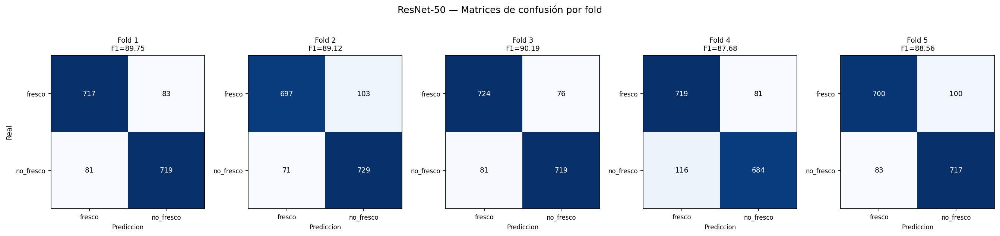 ResNet-50 — Matrices de confusión por fold
Fold 1
F1=89.75
Real
fresco
717
83
no_fresco
81
719
fresco
no_fresco
Prediccion
Fold 2
F1=89.12
fresco
697
103
no_fresco
71
729
fresco
no_fresco
Prediccion
Fold 3
F1=90.19
fresco
724
76
no_fresco
81
719
fresco
no_fresco
Prediccion
Fold 4
F1=87.68
fresco
719
81
no_fresco
116
684
fresco
no_fresco
Prediccion
Fold 5
F1=88.56
fresco
700
100
no_fresco
83
717
fresco
no_fresco
Prediccion